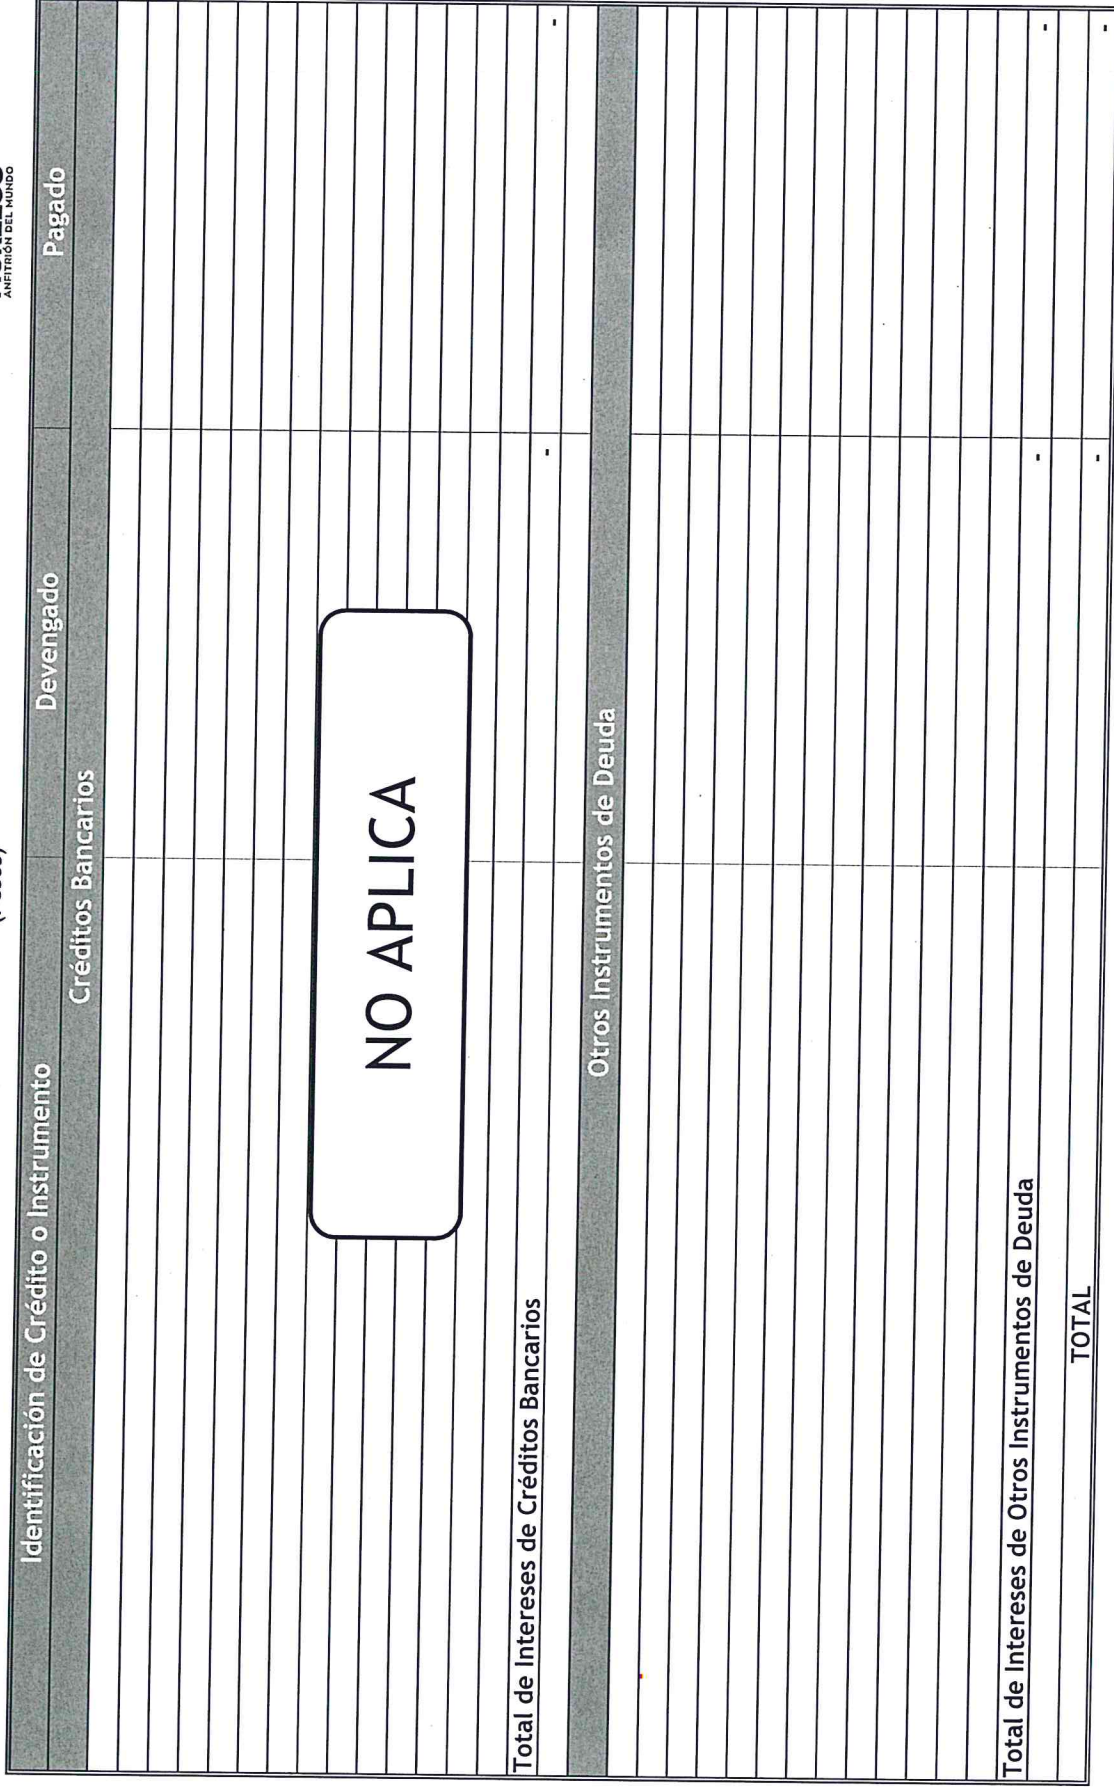 ANFITRIÓN DEL MUNDO
Identificación de Crédito o Instrumento Devengado Pagado
Créditos Bancarios
NO APLICA
Total de Intereses de Créditos Bancarios - -
Otros Instrumentos de Deuda
Total de Intereses de Otros Instrumentos de Deuda - -
TOTAL - -